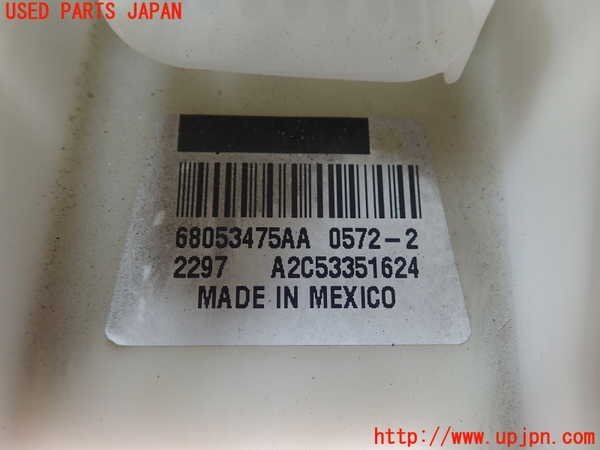 USED PARTS JAPAN
68053475AA 0572-2
2297 A2C53351624
MADE IN MEXICO
http://www.upjpn.com/